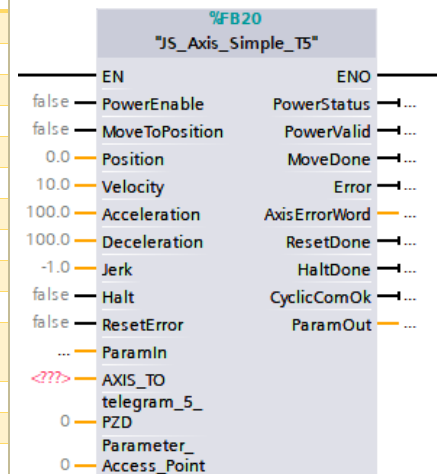 %FB20
"JS_Axis_Simple_T5"
EN ENO
false PowerEnable PowerStatus ...
false MoveToPosition PowerValid ...
0.0 Position MoveDone ...
10.0 Velocity Error ...
100.0 Acceleration AxisErrorWord ...
100.0 Deceleration ResetDone ...
-1.0 Jerk HaltDone ...
false Halt CyclicComOk ...
false ResetError ParamOut ...
... ParamIn
<???> AXIS_TO
telegram_5_
0 PZD
Parameter_
0 Access_Point